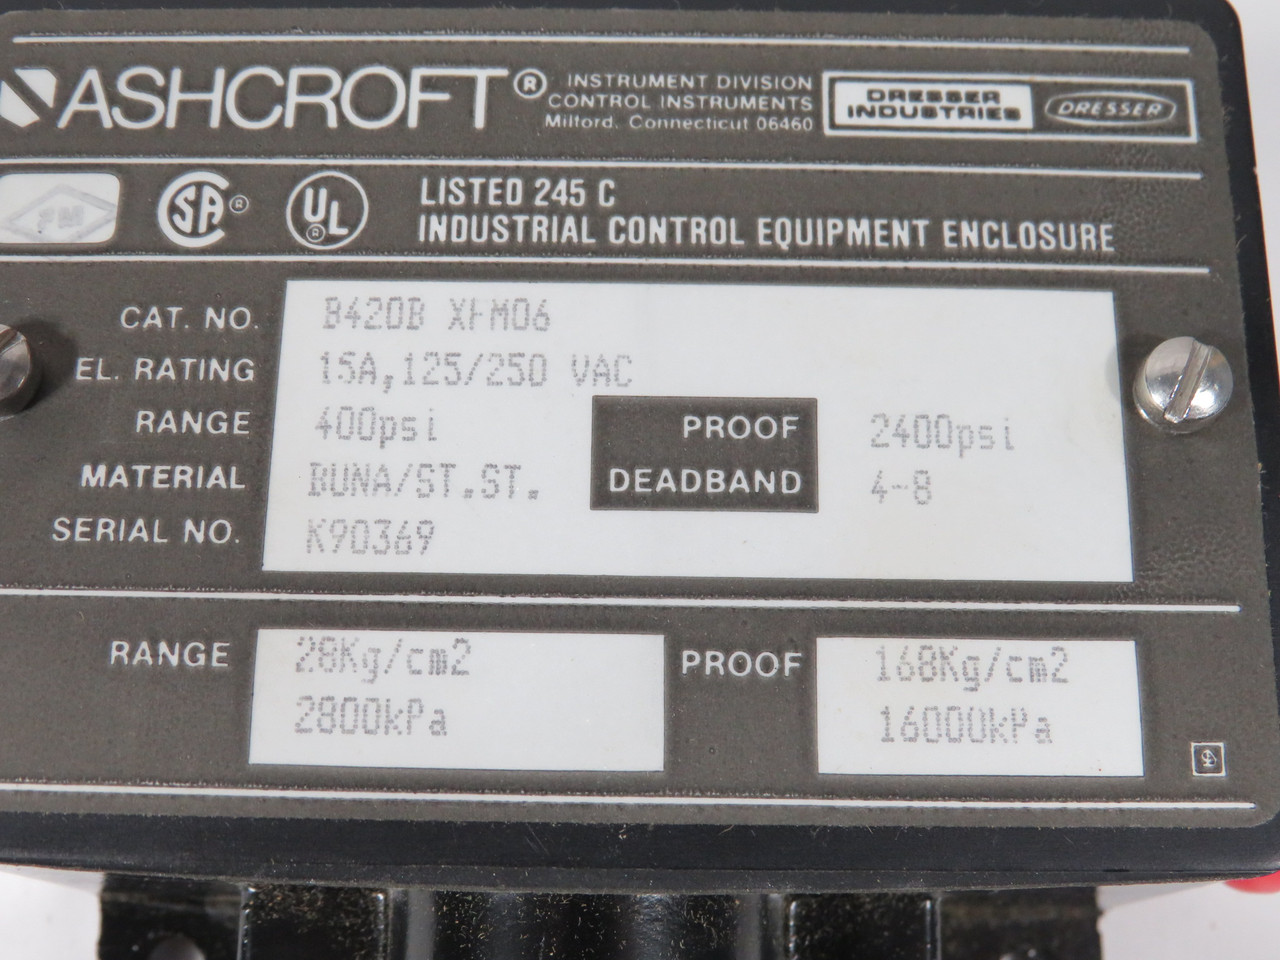 ASHCROFT® INSTRUMENT DIVISION
CONTROL INSTRUMENTS
Milford, Connecticut 06460
DRESSER
INDUSTRIES
DRESSER
FM
SA®
UL®
LISTED 245 C
INDUSTRIAL CONTROL EQUIPMENT ENCLOSURE
CAT. NO. B420B XFM06
EL. RATING 15A,125/250 VAC
RANGE 400psi PROOF 2400psi
MATERIAL BUNA/ST.ST. DEADBAND 4-8
SERIAL NO. K90369
RANGE 28Kg/cm2 PROOF 168Kg/cm2
2800kPa 16000kPa